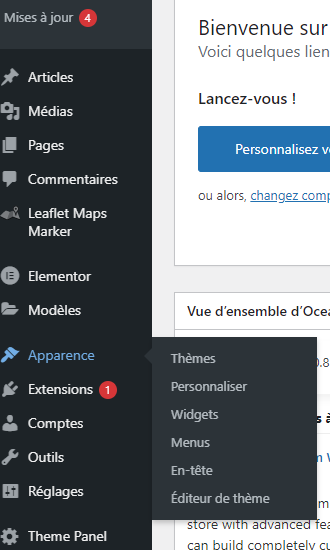 Mises à jour 4
Articles
Médias
Pages
Commentaires
Leaflet Maps
Marker
Elementor
Modèles
Apparence
Extensions 1
Comptes
Outils
Réglages
Theme Panel
Thèmes
Personnaliser
Widgets
Menus
En-tête
Éditeur de thème
Bienvenue sur
Voici quelques lien
Lancez-vous !
Personnalisez v
ou alors, changez comp
Vue d’ensemble d’Ocea
0.8
s à
store with advanced fea
can build completely cu